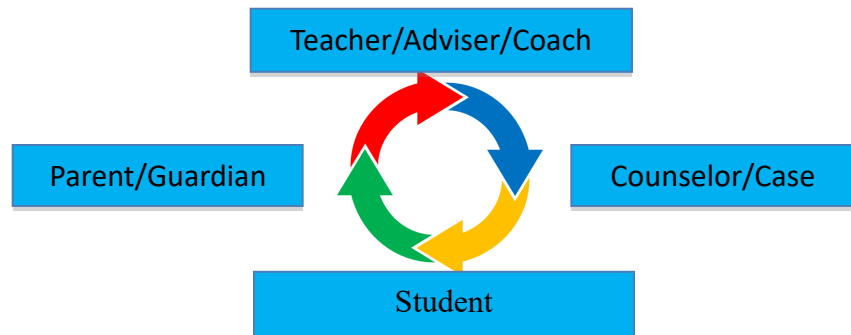 Teacher/Adviser/Coach
Parent/Guardian
Counselor/Case
Student